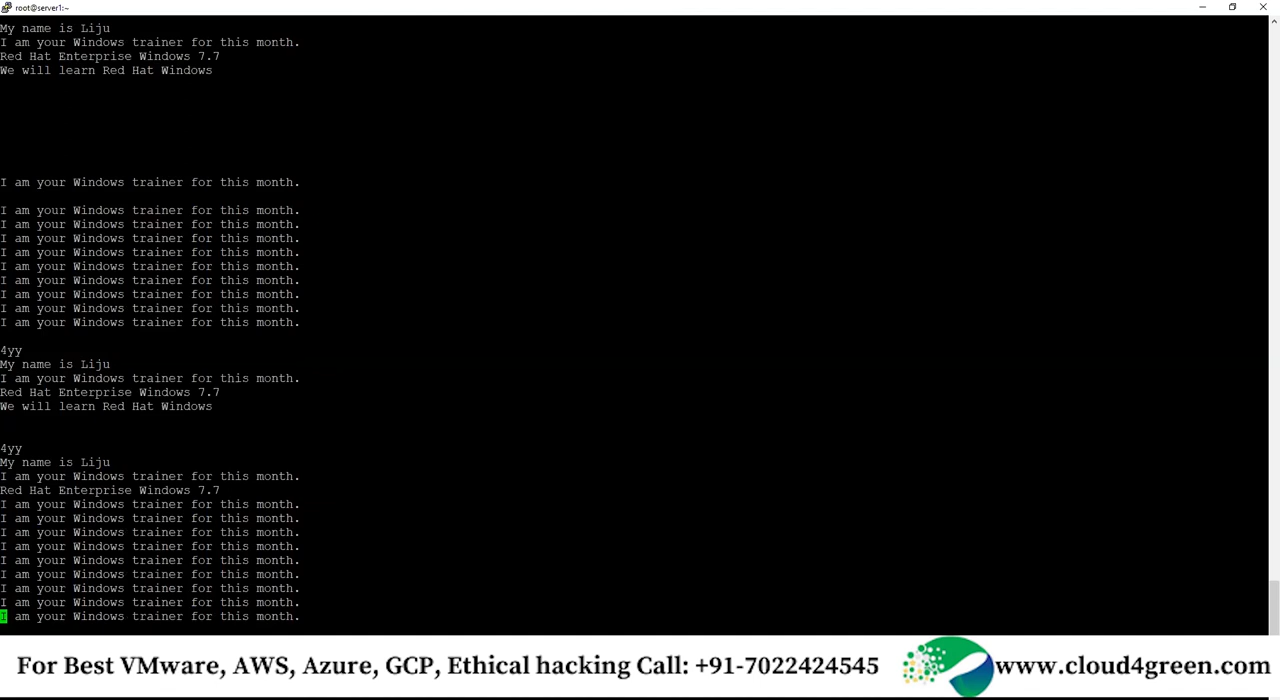 root@server1:~
My name is Liju
I am your Windows trainer for this month.
Red Hat Enterprise Windows 7.7
We will learn Red Hat Windows
I am your Windows trainer for this month.
I am your Windows trainer for this month.
I am your Windows trainer for this month.
I am your Windows trainer for this month.
I am your Windows trainer for this month.
I am your Windows trainer for this month.
I am your Windows trainer for this month.
I am your Windows trainer for this month.
I am your Windows trainer for this month.
I am your Windows trainer for this month.
4yy
My name is Liju
I am your Windows trainer for this month.
Red Hat Enterprise Windows 7.7
We will learn Red Hat Windows
4yy
My name is Liju
I am your Windows trainer for this month.
Red Hat Enterprise Windows 7.7
I am your Windows trainer for this month.
I am your Windows trainer for this month.
I am your Windows trainer for this month.
I am your Windows trainer for this month.
I am your Windows trainer for this month.
I am your Windows trainer for this month.
I am your Windows trainer for this month.
I am your Windows trainer for this month.
I am your Windows trainer for this month.
For Best VMware, AWS, Azure, GCP, Ethical hacking Call: +91-7022424545 www.cloud4green.com